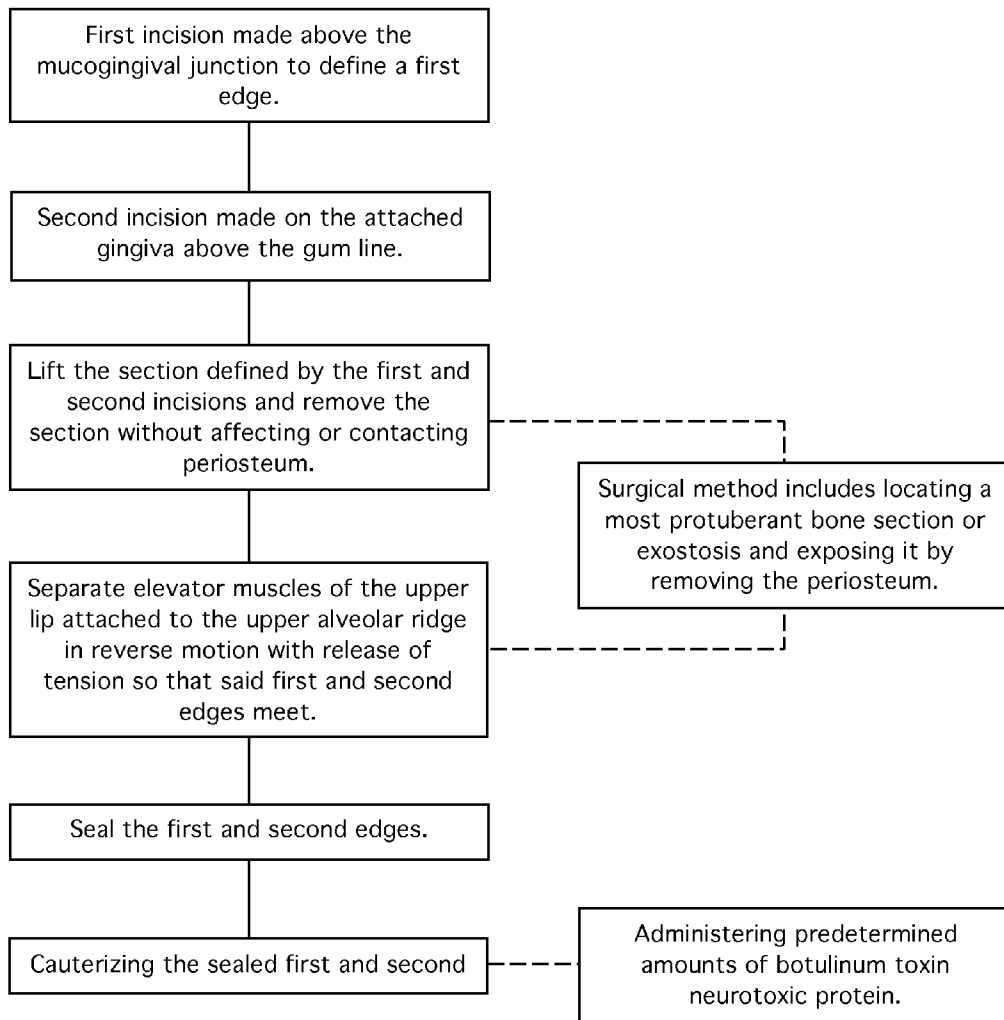 First incision made above the
mucogingival junction to define a first
edge.
Second incision made on the attached
gingiva above the gum line.
Lift the section defined by the first and
second incisions and remove the
section without affecting or contacting
periosteum.
Surgical method includes locating a
most protuberant bone section or
exostosis and exposing it by
removing the periosteum.
Separate elevator muscles of the upper
lip attached to the upper alveolar ridge
in reverse motion with release of
tension so that said first and second
edges meet.
Seal the first and second edges.
Cauterizing the sealed first and second
Administering predetermined
amounts of botulinum toxin
neurotoxic protein.